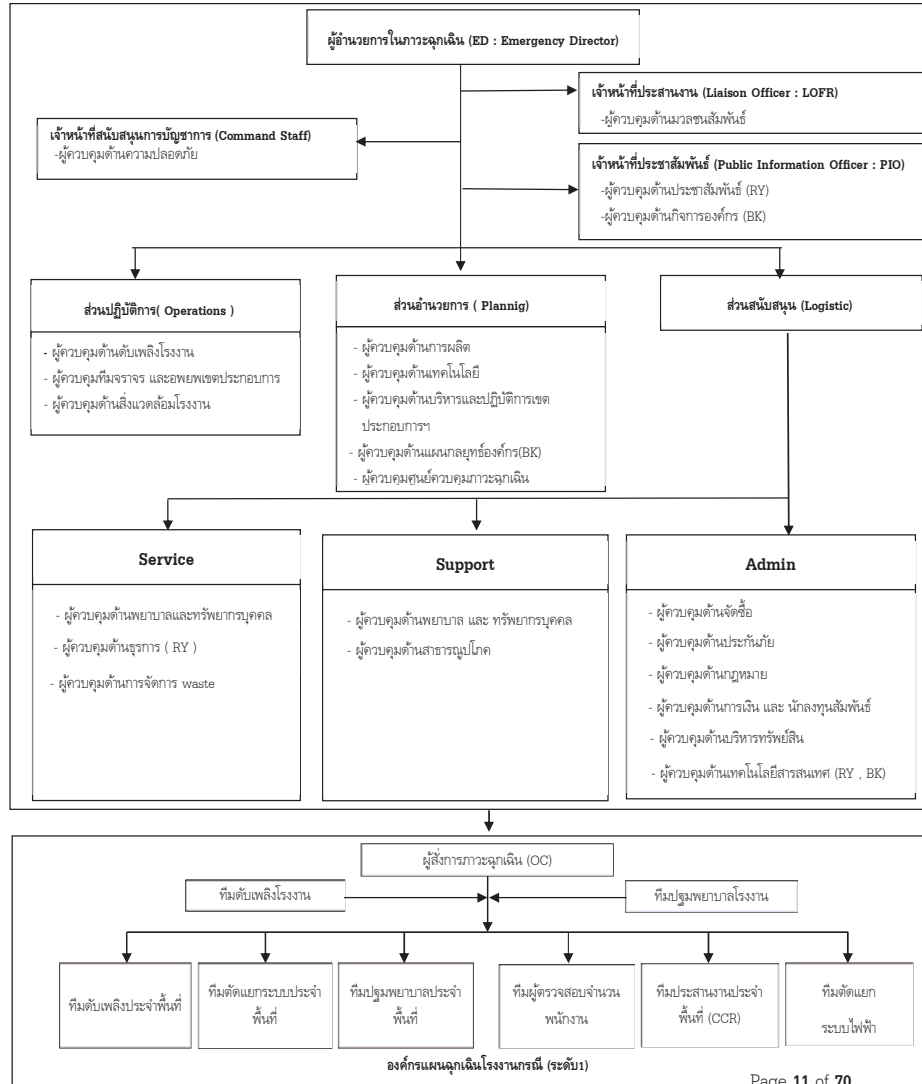 ผู้อำนวยการในภาวะฉุกเฉิน (ED : Emergency Director)
เจ้าหน้าที่ประสานงาน (Liaison Officer : LOFR)
-ผู้ควบคุมด้านมวลชนสัมพันธ์
เจ้าหน้าที่สนับสนุนการบัญชาการ (Command Staff)
-ผู้ควบคุมด้านความปลอดภัย
เจ้าหน้าที่ประชาสัมพันธ์ (Public Information Officer : PIO)
-ผู้ควบคุมด้านประชาสัมพันธ์ (RY)
-ผู้ควบคุมด้านกิจการองค์กร (BK)
ส่วนปฏิบัติการ( Operations )
- ผู้ควบคุมด้านดับเพลิงโรงงาน
- ผู้ควบคุมทีมจราจร และอพยพเขตประกอบการ
- ผู้ควบคุมด้านสิ่งแวดล้อมโรงงาน
ส่วนอำนวยการ ( Plannig)
- ผู้ควบคุมด้านการผลิต
- ผู้ควบคุมด้านเทคโนโลยี
- ผู้ควบคุมด้านบริหารและปฏิบัติการเขต
ประกอบการฯ
- ผู้ควบคุมด้านแผนกลยุทธ์องค์กร(BK)
- ผู้ควบคุมศูนย์ควบคุมภาวะฉุกเฉิน
ส่วนสนับสนุน (Logistic)
Service
- ผู้ควบคุมด้านพยาบาลและทรัพยากรบุคคล
- ผู้ควบคุมด้านธุรการ ( RY )
- ผู้ควบคุมด้านการจัดการ waste
Support
- ผู้ควบคุมด้านพยาบาล และ ทรัพยากรบุคคล
- ผู้ควบคุมด้านสาธารณูปโภค
Admin
- ผู้ควบคุมด้านจัดซื้อ
- ผู้ควบคุมด้านประกันภัย
- ผู้ควบคุมด้านกฎหมาย
- ผู้ควบคุมด้านการเงิน และ นักลงทุนสัมพันธ์
- ผู้ควบคุมด้านบริหารทรัพย์สิน
- ผู้ควบคุมด้านเทคโนโลยีสารสนเทศ (RY , BK)
ผู้สั่งการภาวะฉุกเฉิน (OC)
ทีมดับเพลิงโรงงาน
ทีมปฐมพยาบาลโรงงาน
ทีมดับเพลิงประจำพื้นที่
ทีมตัดแยกระบบประจำ
พื้นที่
ทีมปฐมพยาบาลประจำ
พื้นที่
ทีมผู้ตรวจสอบจำนวน
พนักงาน
ทีมประสานงานประจำ
พื้นที่ (CCR)
ทีมตัดแยก
ระบบไฟฟ้า
องค์กรแผนฉุกเฉินโรงงานกรณี (ระดับ1)
Page 11 of 70